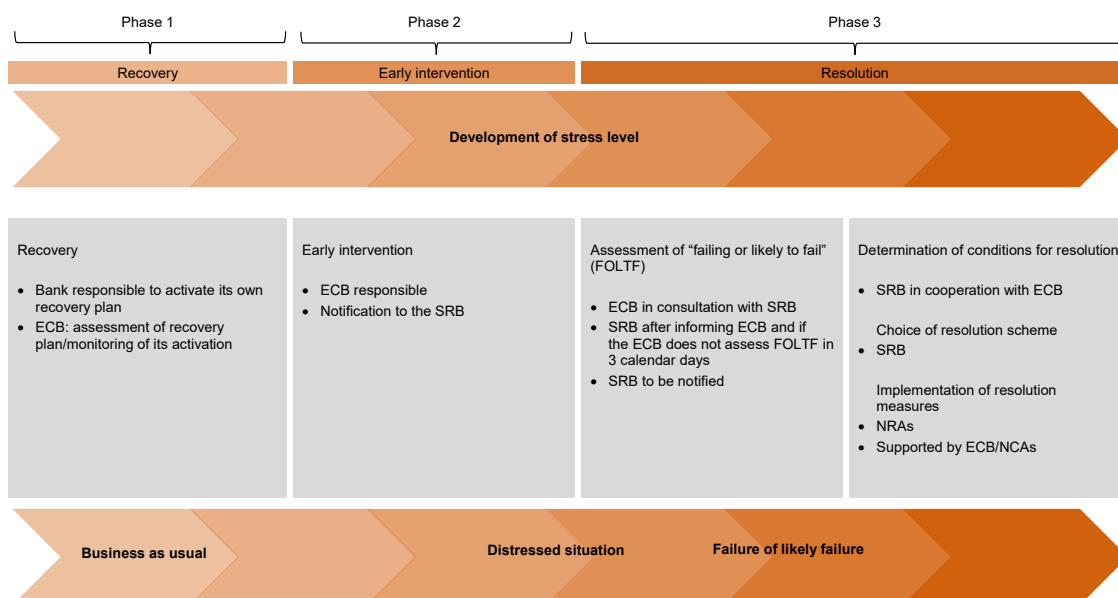 Phase 1
Phase 2
Phase 3
Recovery
Early intervention
Resolution
Development of stress level
Recovery
• Bank responsible to activate its own
recovery plan
• ECB: assessment of recovery
plan/monitoring of its activation
Early intervention
• ECB responsible
• Notification to the SRB
Assessment of “failing or likely to fail”
(FOLTF)
• ECB in consultation with SRB
• SRB after informing ECB and if
the ECB does not assess FOLTF in
3 calendar days
• SRB to be notified
Determination of conditions for resolution
• SRB in cooperation with ECB
Choice of resolution scheme
• SRB
Implementation of resolution
measures
• NRAs
• Supported by ECB/NCAs
Business as usual
Distressed situation
Failure of likely failure